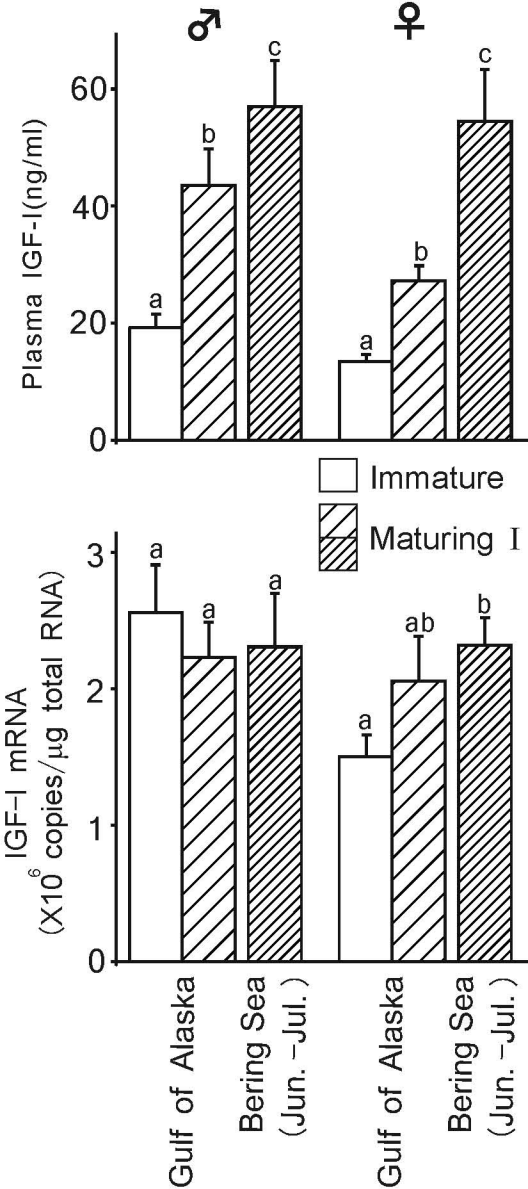 ♂ ♀
Plasma IGF-I(ng/ml)
60
40
20
0
a b c a b c
Immature
Maturing I
IGF-I mRNA
(X10⁶ copies/μg total RNA)
3
2
1
0
a a a a ab b
Gulf of Alaska
Bering Sea
(Jun. -Jul.)
Gulf of Alaska
Bering Sea
(Jun. -Jul.)